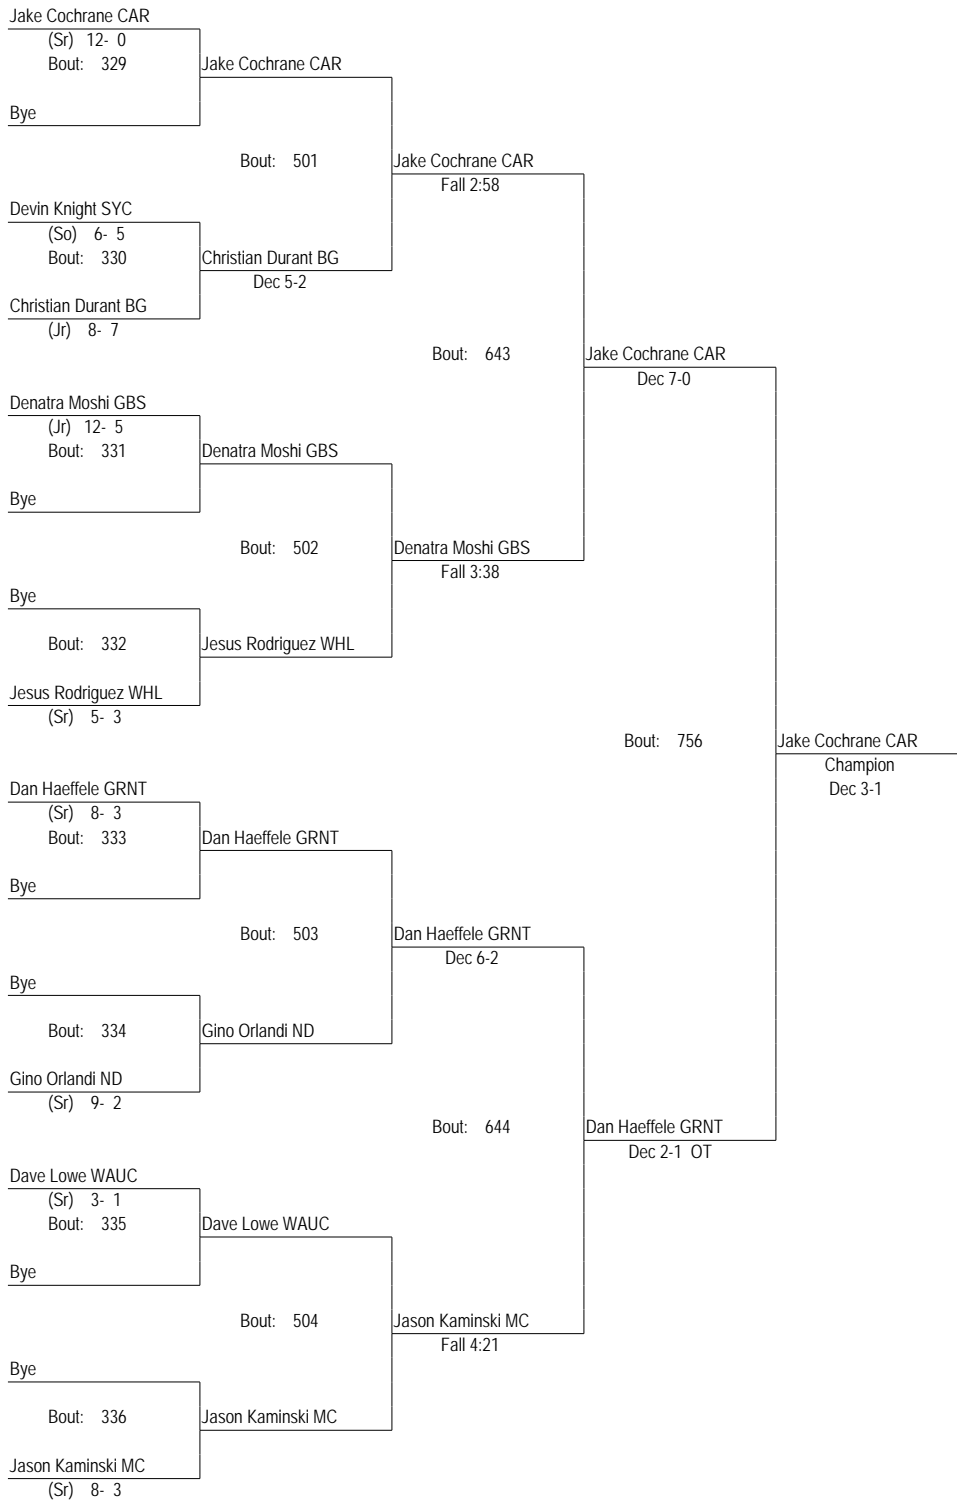 Jake Cochrane CAR
(Sr) 12- 0
Bout: 329
Jake Cochrane CAR
Bye
Bout: 501
Jake Cochrane CAR
Fall 2:58
Devin Knight SYC
(So) 6- 5
Bout: 330
Christian Durant BG
Dec 5-2
Christian Durant BG
(Jr) 8- 7
Bout: 643
Jake Cochrane CAR
Dec 7-0
Denatra Moshi GBS
(Jr) 12- 5
Bout: 331
Denatra Moshi GBS
Bye
Bout: 502
Denatra Moshi GBS
Fall 3:38
Bye
Bout: 332
Jesus Rodriguez WHL
Jesus Rodriguez WHL
(Sr) 5- 3
Bout: 756
Jake Cochrane CAR
Champion
Dec 3-1
Dan Haeffele GRNT
(Sr) 8- 3
Bout: 333
Dan Haeffele GRNT
Bye
Bout: 503
Dan Haeffele GRNT
Dec 6-2
Bye
Bout: 334
Gino Orlandi ND
Gino Orlandi ND
(Sr) 9- 2
Bout: 644
Dan Haeffele GRNT
Dec 2-1 OT
Dave Lowe WAUC
(Sr) 3- 1
Bout: 335
Dave Lowe WAUC
Bye
Bout: 504
Jason Kaminski MC
Fall 4:21
Bye
Bout: 336
Jason Kaminski MC
Jason Kaminski MC
(Sr) 8- 3